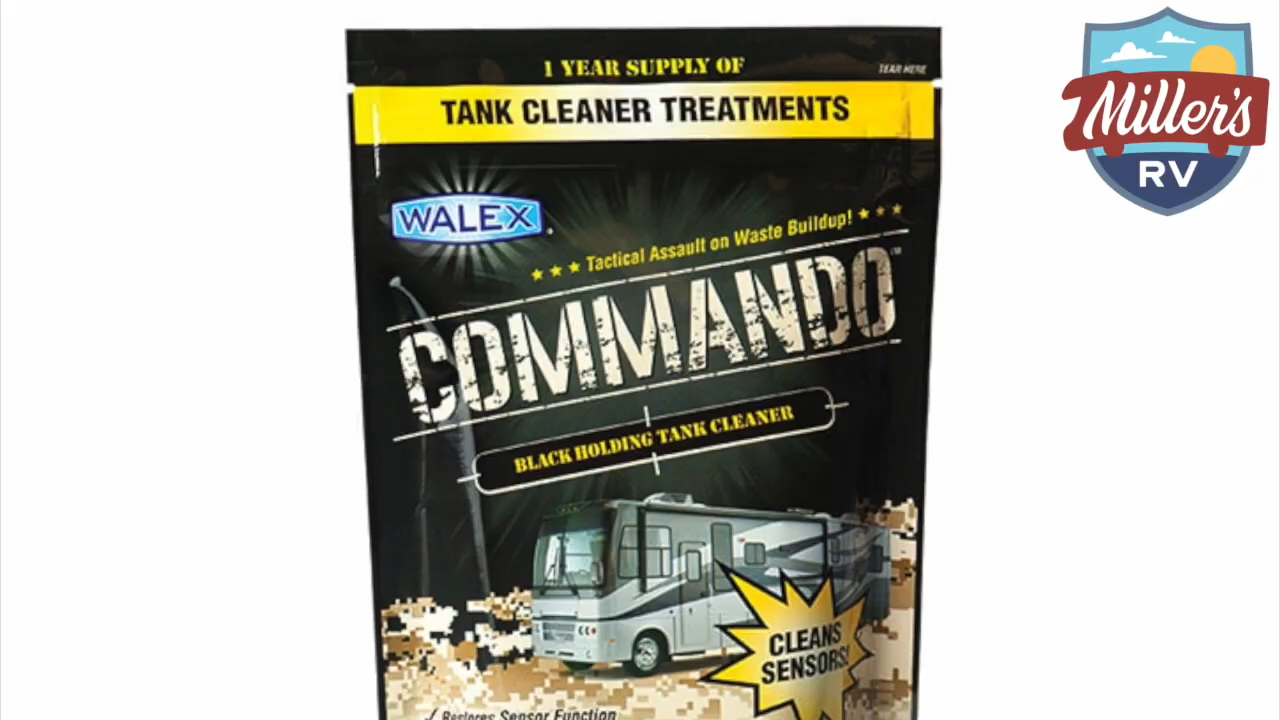 1 YEAR SUPPLY OF
TEAR HERE
TANK CLEANER TREATMENTS
Miller's
RV
WALEX
Tactical Assault on Waste Buildup!
COMMANDO™
BLACK HOLDING TANK CLEANER
CLEANS
SENSORS!
✓ Restores Sensor Function